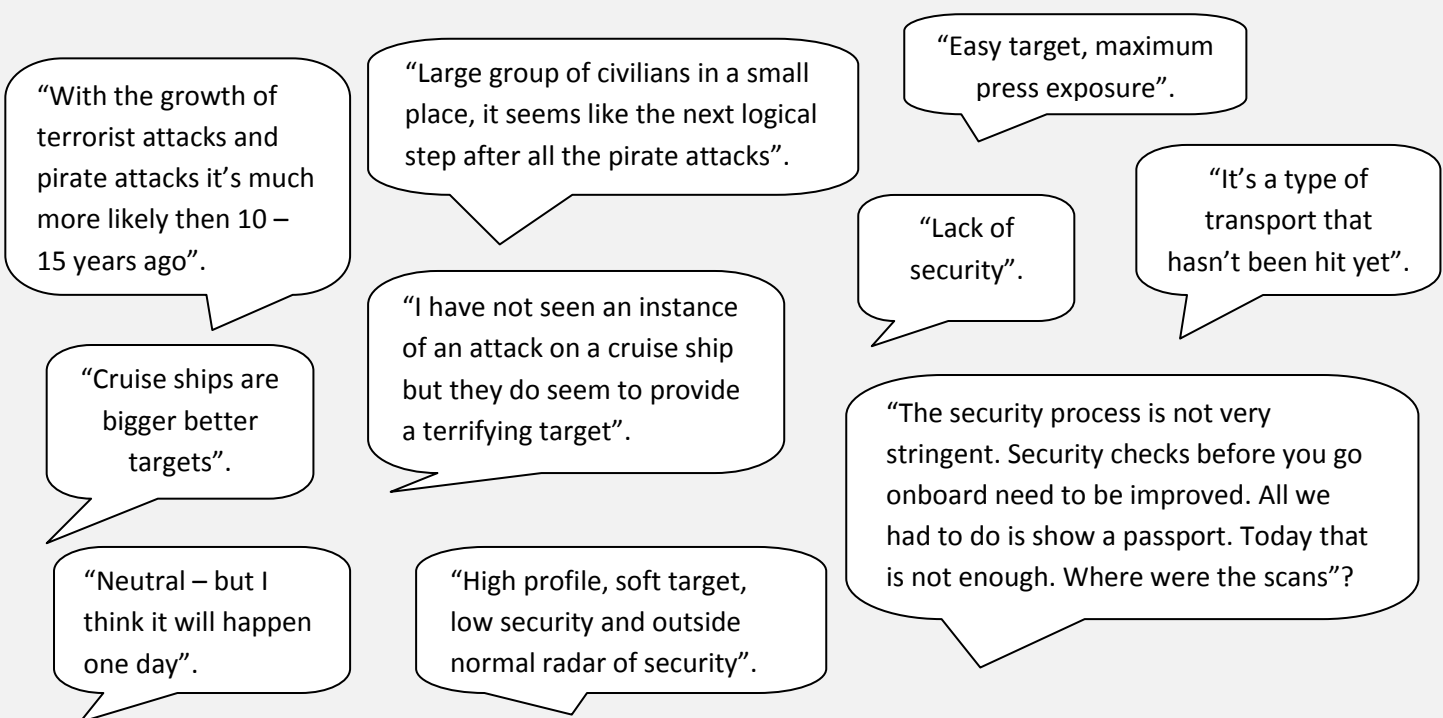 “With the growth of
terrorist attacks and
pirate attacks it’s much
more likely then 10 –
15 years ago”.
“Large group of civilians in a small
place, it seems like the next logical
step after all the pirate attacks”.
“Easy target, maximum
press exposure”.
“Lack of
security”.
“It’s a type of
transport that
hasn’t been hit yet”.
“Cruise ships are
bigger better
targets”.
“I have not seen an instance
of an attack on a cruise ship
but they do seem to provide
a terrifying target”.
“The security process is not very
stringent. Security checks before you go
onboard need to be improved. All we
had to do is show a passport. Today that
is not enough. Where were the scans”?
“Neutral – but I
think it will happen
one day”.
“High profile, soft target,
low security and outside
normal radar of security”.